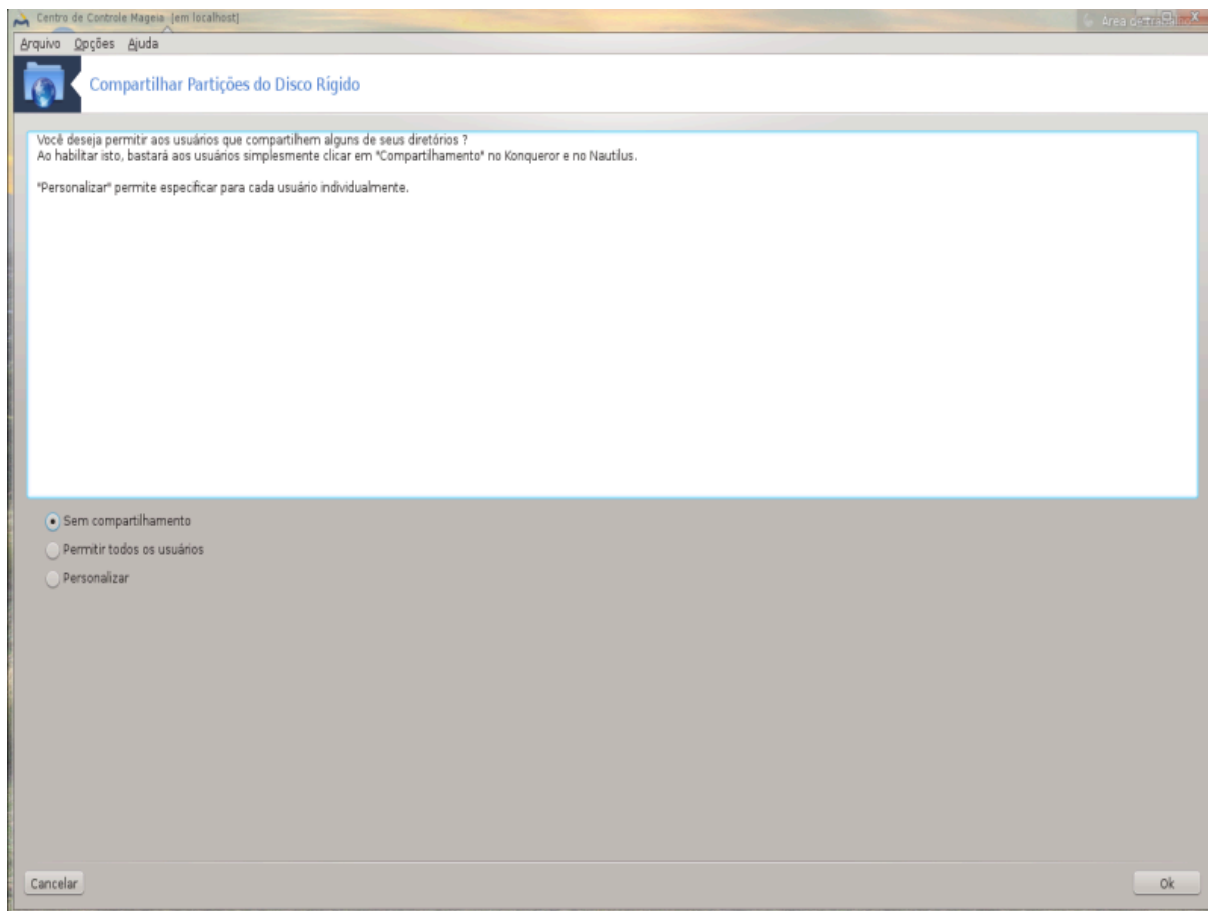 Centro de Controle Mageia [em localhost]
Arquivo Opções Ajuda
Compartilhar Partições do Disco Rígido
Você deseja permitir aos usuários que compartilhem alguns de seus diretórios ?
Ao habilitar isto, bastará aos usuários simplesmente clicar em "Compartilhamento" no Konqueror e no Nautilus.
"Personalizar" permite especificar para cada usuário individualmente.
Sem compartilhamento
Permitir todos os usuários
Personalizar
Cancelar
Ok